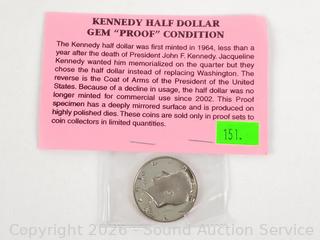 KENNEDY HALF DOLLAR
GEM "PROOF" CONDITION
The Kennedy half dollar was first minted in 1964, less than a
year after the death of President John F. Kennedy. Jacqueline
Kennedy wanted him memorialized on the quarter but they
chose the half dollar instead of replacing Washington. The
reverse is the Coat of Arms of the President of the United
States. Because of a decline in usage, the half dollar was no
longer minted for commercial use since 2002. This Proof
specimen has a deeply mirrored surface and is produced on
highly polished dies. These coins are sold only in proof sets to
coin collectors in limited quantities.
151.
Copyright 2026 - Sound Auction Service